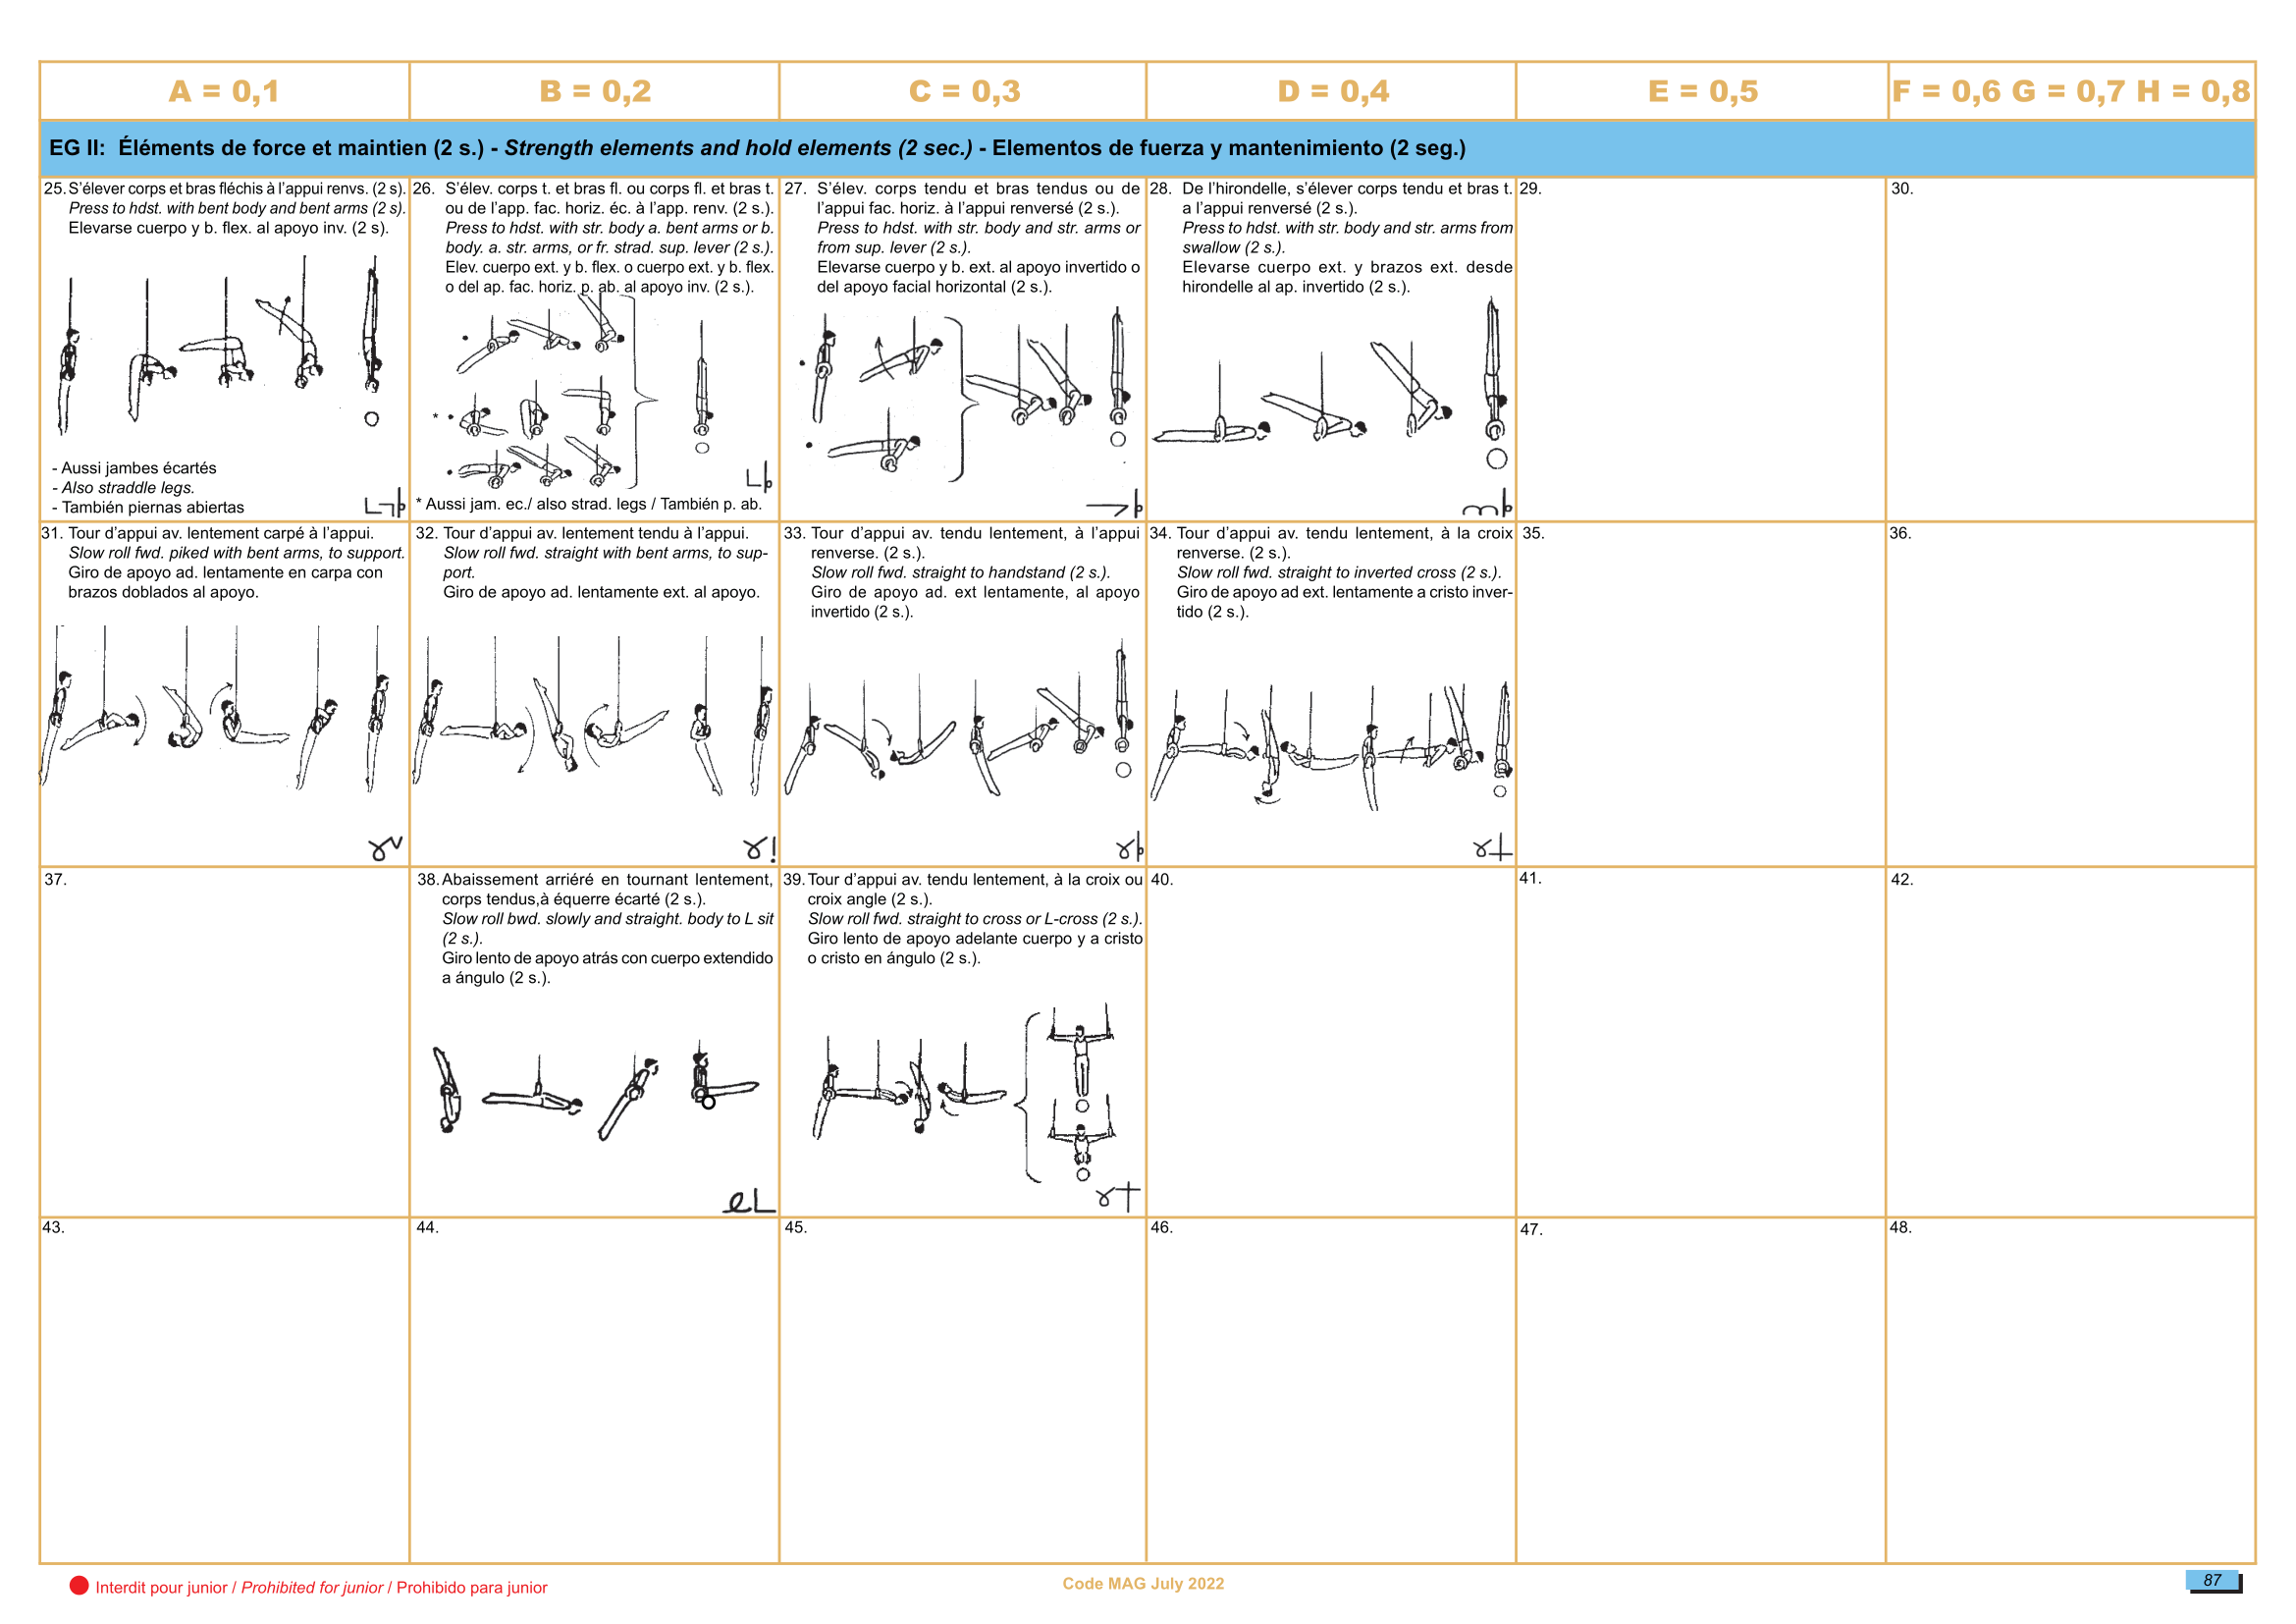 A = 0,1
B = 0,2
C = 0,3
D = 0,4
E = 0,5
F = 0,6 G = 0,7 H = 0,8
EG II: Éléments de force et maintien (2 s.) - Strength elements and hold elements (2 sec.) - Elementos de fuerza y mantenimiento (2 seg.)
25. S'élever corps et bras fléchis à l'appui renvs. (2 s).
Press to hdst. with bent body and bent arms (2 s).
Elevarse cuerpo y b. flex. al apoyo inv. (2 s).
- Aussi jambes écartés
- Also straddle legs.
- También piernas abiertas
26. S'élev. corps t. et bras fl. ou corps fl. et bras t.
ou de l'app. fac. horiz. éc. à l'app. renv. (2 s.).
Press to hdst. with str. body a. bent arms or b.
body. a. str. arms, or fr. strad. sup. lever (2 s.).
Elev. cuerpo ext. y b. flex. o cuerpo ext. y b. flex.
o del ap. fac. horiz. p. ab. al apoyo inv. (2 s.).
*
* Aussi jam. ec./ also strad. legs / También p. ab.
27. S'élev. corps tendu et bras tendus ou de
l'appui fac. horiz. à l'appui renversé (2 s.).
Press to hdst. with str. body and str. arms or
from sup. lever (2 s.).
Elevarse cuerpo y b. ext. al apoyo invertido o
del apoyo facial horizontal (2 s.).
28. De l'hirondelle, s'élever corps tendu et bras t.
a l'appui renversé (2 s.).
Press to hdst. with str. body and str. arms from
swallow (2 s.).
Elevarse cuerpo ext. y brazos ext. desde
hirondelle al ap. invertido (2 s.).
29.
30.
31. Tour d'appui av. lentement carpé à l'appui.
Slow roll fwd. piked with bent arms, to support.
Giro de apoyo ad. lentamente en carpa con
brazos doblados al apoyo.
32. Tour d'appui av. lentement tendu à l'appui.
Slow roll fwd. straight with bent arms, to sup-
port.
Giro de apoyo ad. lentamente ext. al apoyo.
33. Tour d'appui av. tendu lentement, à l'appui
renverse. (2 s.).
Slow roll fwd. straight to handstand (2 s.).
Giro de apoyo ad. ext lentamente, al apoyo
invertido (2 s.).
34. Tour d'appui av. tendu lentement, à la croix
renverse. (2 s.).
Slow roll fwd. straight to inverted cross (2 s.).
Giro de apoyo ad ext. lentamente a cristo inver-
tido (2 s.).
35.
36.
37.
38. Abaissement arriéré en tournant lentement,
corps tendus,à équerre écarté (2 s.).
Slow roll bwd. slowly and straight. body to L sit
(2 s.).
Giro lento de apoyo atrás con cuerpo extendido
a ángulo (2 s.).
39. Tour d'appui av. tendu lentement, à la croix ou
croix angle (2 s.).
Slow roll fwd. straight to cross or L-cross (2 s.).
Giro lento de apoyo adelante cuerpo y a cristo
o cristo en ángulo (2 s.).
40.
41.
42.
43.
44.
45.
46.
47.
48.
Interdit pour junior / Prohibited for junior / Prohibido para junior
Code MAG July 2022
87